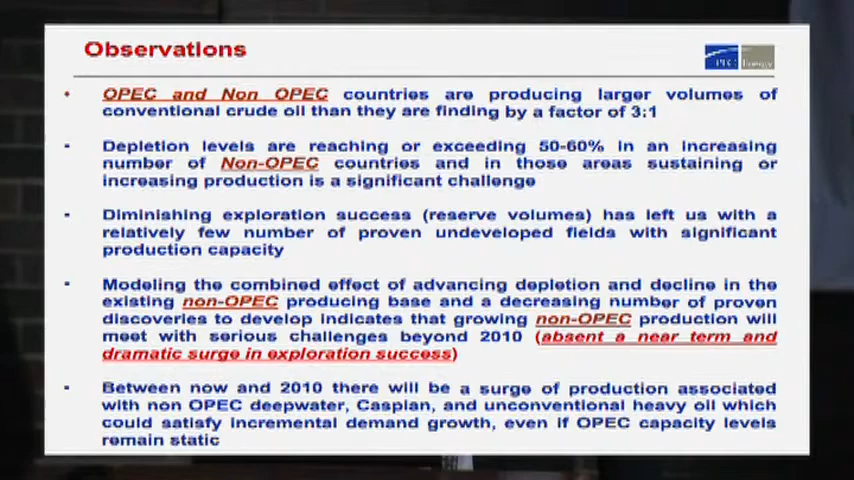 Observations
PFC Energy
• OPEC and Non OPEC countries are producing larger volumes of
conventional crude oil than they are finding by a factor of 3:1
- Depletion levels are reaching or exceeding 50-60% in an increasing
number of Non-OPEC countries and in those areas sustaining or
increasing production is a significant challenge
- Diminishing exploration success (reserve volumes) has left us with a
relatively few number of proven undeveloped fields with significant
production capacity
- Modeling the combined effect of advancing depletion and decline in the
existing non-OPEC producing base and a decreasing number of proven
discoveries to develop indicates that growing non-OPEC production will
meet with serious challenges beyond 2010 (absent a near term and
dramatic surge in exploration success)
- Between now and 2010 there will be a surge of production associated
with non OPEC deepwater, Caspian, and unconventional heavy oil which
could satisfy incremental demand growth, even if OPEC capacity levels
remain static